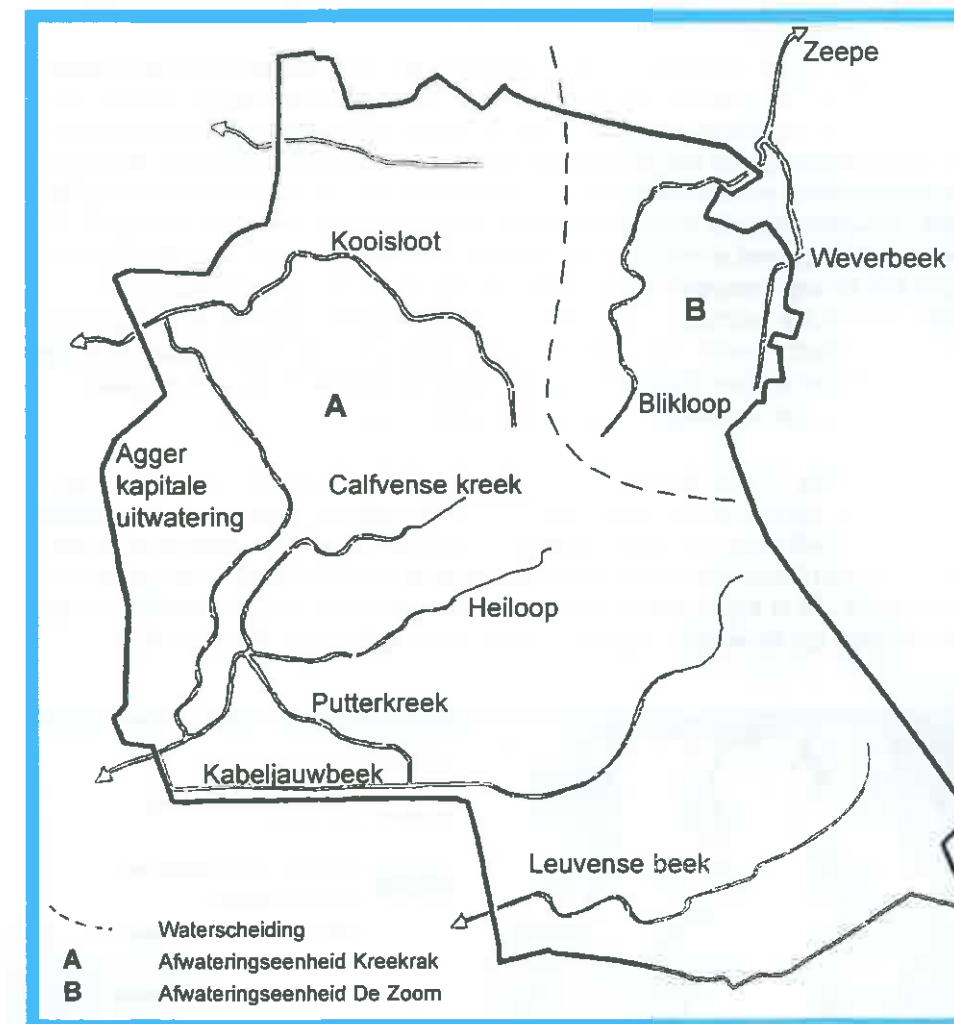 Zeepe
Kooisloot
Weverbeek
B
Blikloop
A
Agger
kapitale
uitwatering
Calfvense kreek
Heiloop
Putterkreek
Kabeljauwbeek
Leuvense beek
Waterscheiding
A Afwateringseenheid Kreekrak
B Afwateringseenheid De Zoom